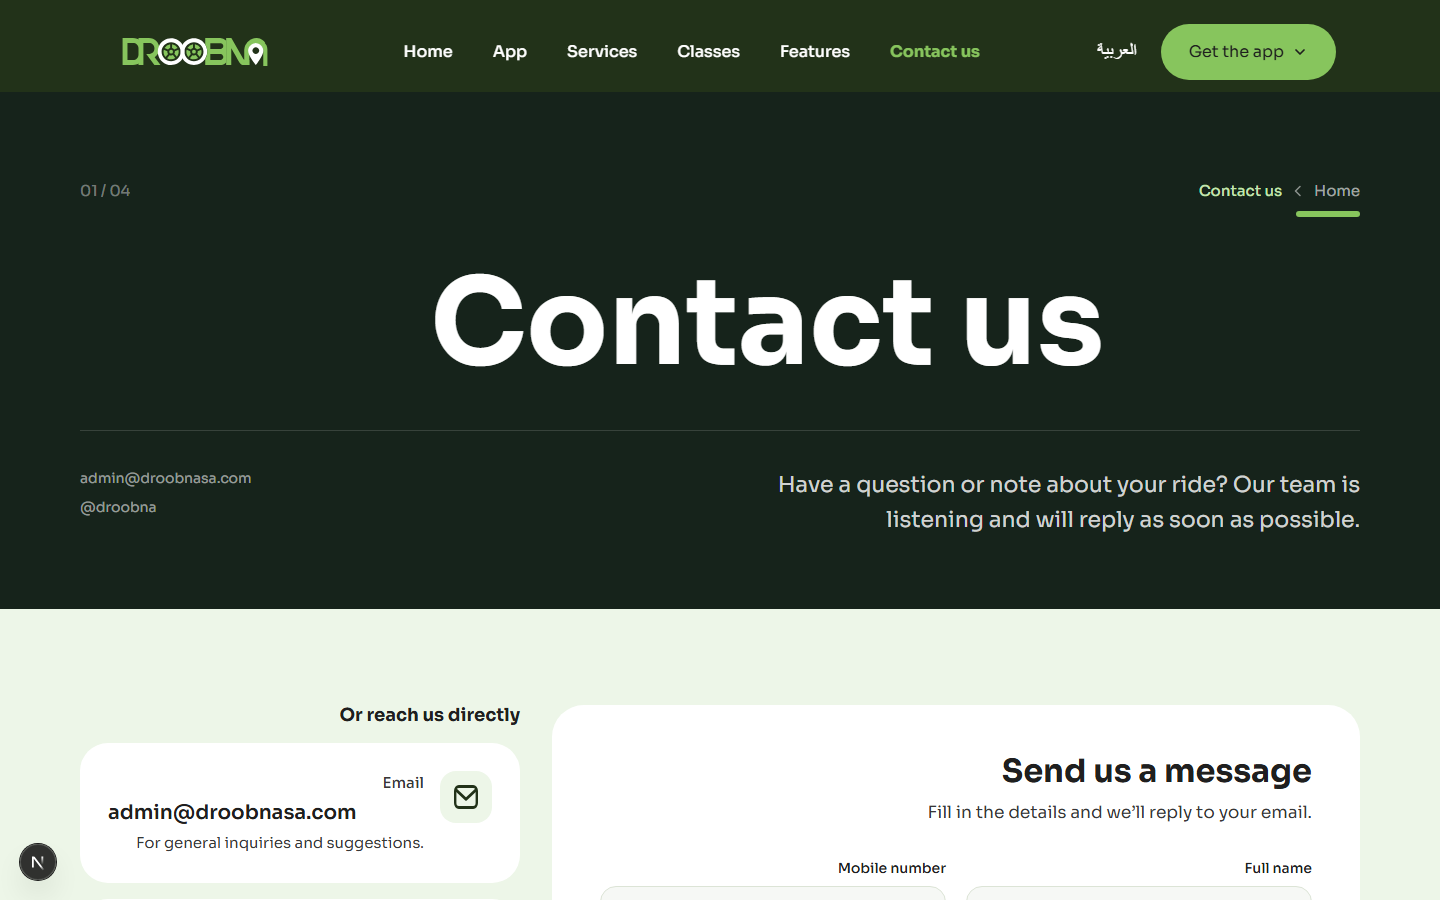 DROOBNA
Home
App
Services
Classes
Features
Contact us
العربية
Get the app
01 / 04
Contact us
Home
Contact us
admin@droobnasa.com
@droobna
Have a question or note about your ride? Our team is
listening and will reply as soon as possible.
Or reach us directly
Email
admin@droobnasa.com
For general inquiries and suggestions.
Send us a message
Fill in the details and we’ll reply to your email.
Mobile number
Full name
N